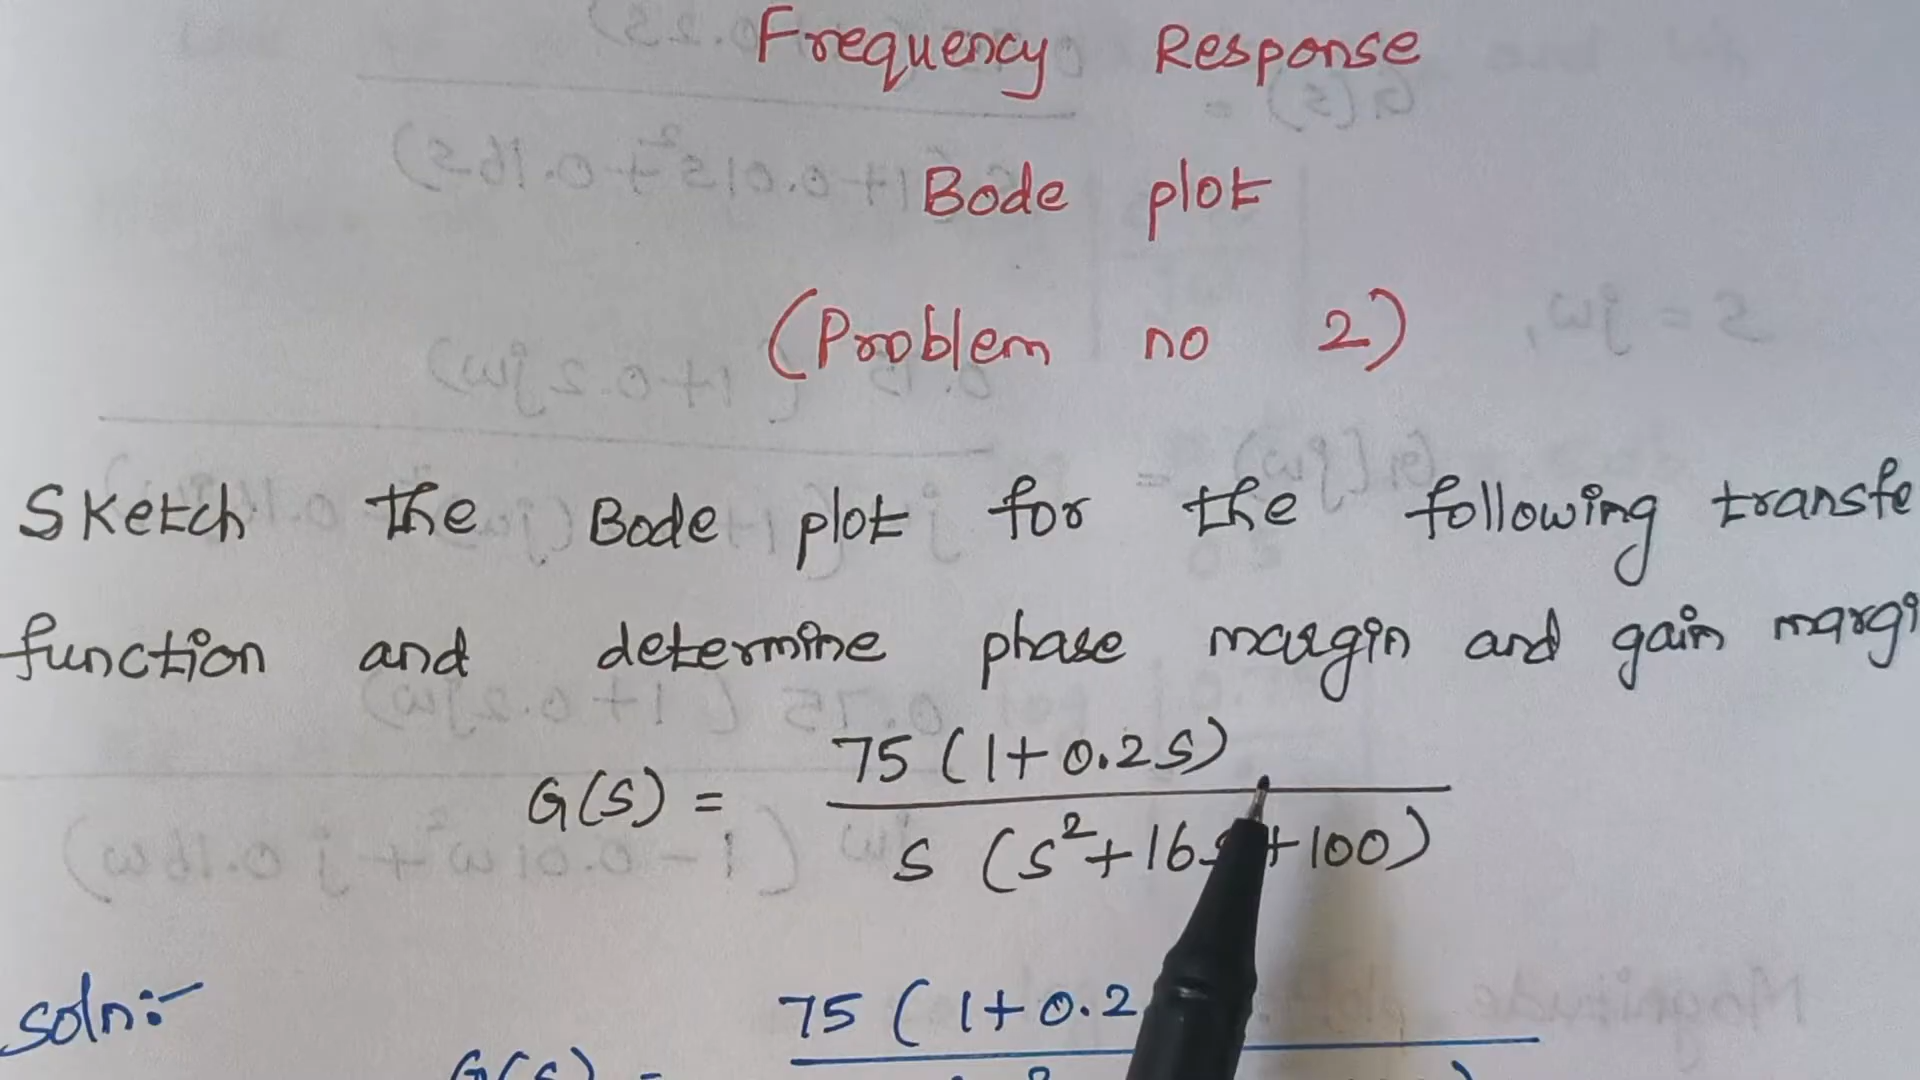 Frequency Response
Bode plot
(Problem no 2)
Sketch the Bode plot for the following transfe
function and determine phase margin and gain margi
G(S) = 75 (1+0.2S)
S (S²+16S+100)
soln:-
75 (1+0.2
G(S)